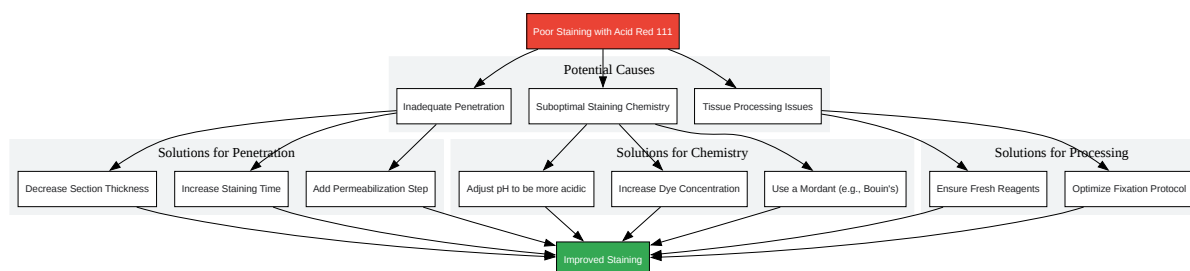 Poor Staining with Acid Red 111
Potential Causes
Inadequate Penetration
Suboptimal Staining Chemistry
Tissue Processing Issues
Solutions for Penetration
Solutions for Chemistry
Solutions for Processing
Decrease Section Thickness
Increase Staining Time
Add Permeabilization Step
Adjust pH to be more acidic
Increase Dye Concentration
Use a Mordant (e.g., Bouin's)
Ensure Fresh Reagents
Optimize Fixation Protocol
Improved Staining